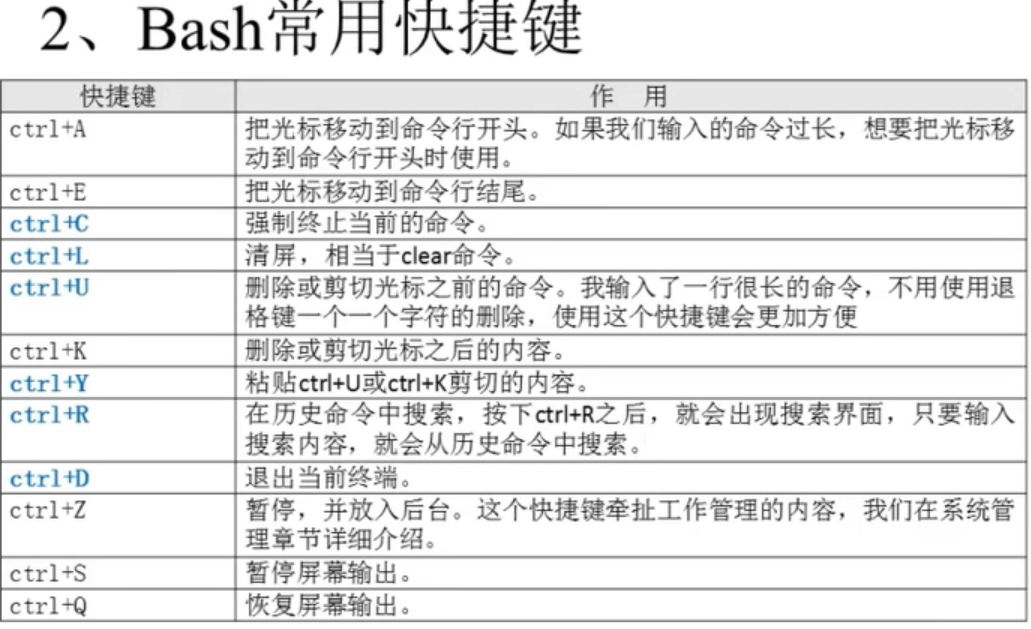 2、Bash常用快捷键
快捷键 作 用
ctrl+A 把光标移动到命令行开头。如果我们输入的命令过长，想要把光标移
动到命令行开头时使用。
ctrl+E 把光标移动到命令行结尾。
ctrl+C 强制终止当前的命令。
ctrl+L 清屏，相当于clear命令。
ctrl+U 删除或剪切光标之前的命令。我输入了一行很长的命令，不用使用退
格键一个一个字符的删除，使用这个快捷键会更加方便
ctrl+K 删除或剪切光标之后的内容。
ctrl+Y 粘贴ctrl+U或ctrl+K剪切的内容。
ctrl+R 在历史命令中搜索，按下ctrl+R之后，就会出现搜索界面，只要输入
搜索内容，就会从历史命令中搜索。
ctrl+D 退出当前终端。
ctrl+Z 暂停，并放入后台。这个快捷键牵扯工作管理的内容，我们在系统管
理章节详细介绍。
ctrl+S 暂停屏幕输出。
ctrl+Q 恢复屏幕输出。